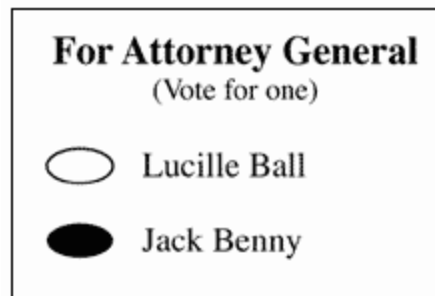 For Attorney General
(Vote for one)
Lucille Ball
Jack Benny